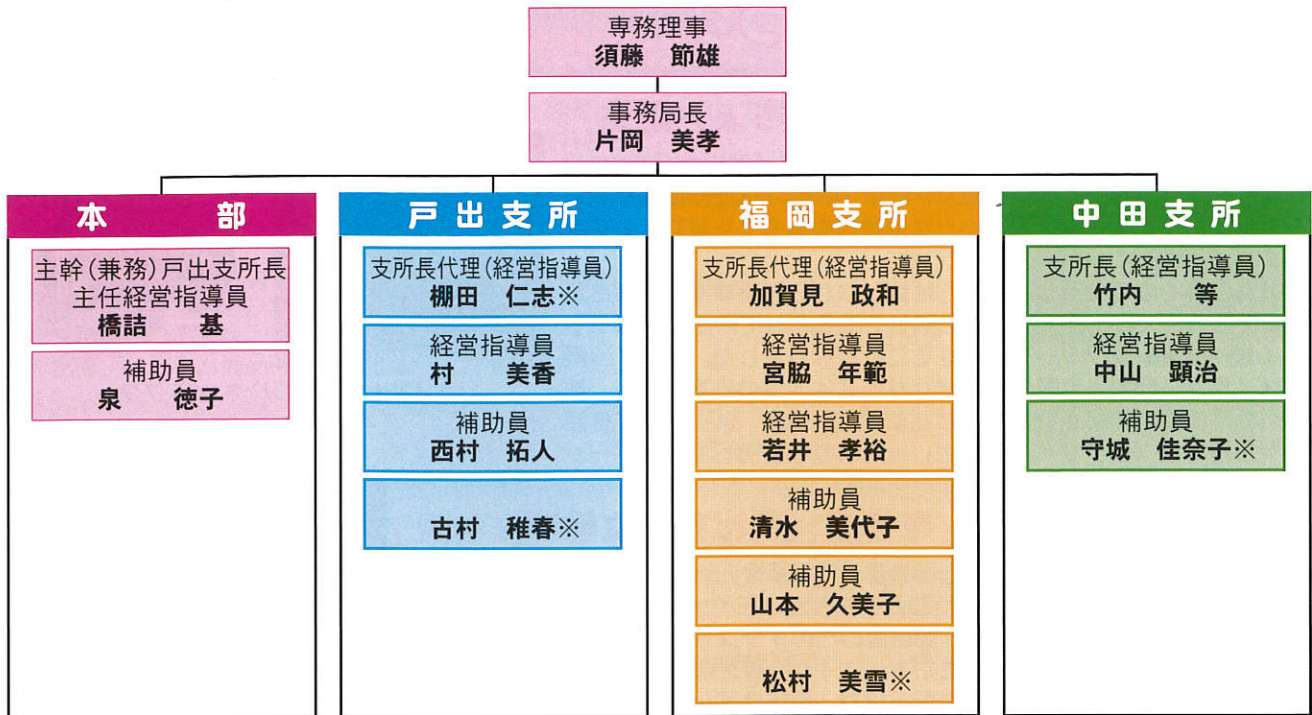 専務理事
須藤　節雄
事務局長
片岡　美孝
本　　部
主幹(兼務)戸出支所長
主任経営指導員
橋詰　　基
補助員
泉　　徳子
戸出支所
支所長代理(経営指導員)
棚田　仁志※
経営指導員
村　　美香
補助員
西村　拓人
古村　稚春※
福岡支所
支所長代理(経営指導員)
加賀見　政和
経営指導員
宮脇　年範
経営指導員
若井　孝裕
補助員
清水　美代子
補助員
山本　久美子
松村　美雪※
中田支所
支所長(経営指導員)
竹内　　等
経営指導員
中山　顕治
補助員
守城　佳奈子※